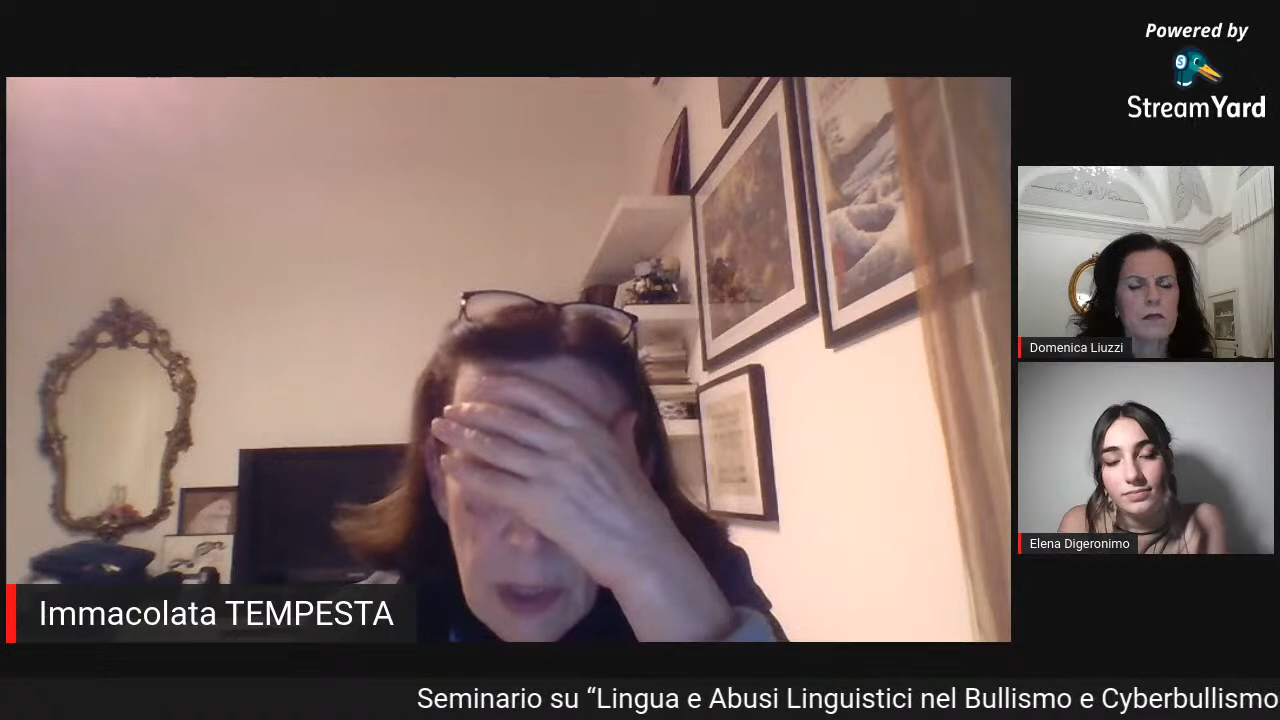 Powered by
StreamYard
Domenica Liuzzi
Elena Digeronimo
Immacolata TEMPESTA
Seminario su “Lingua e Abusi Linguistici nel Bullismo e Cyberbullismo